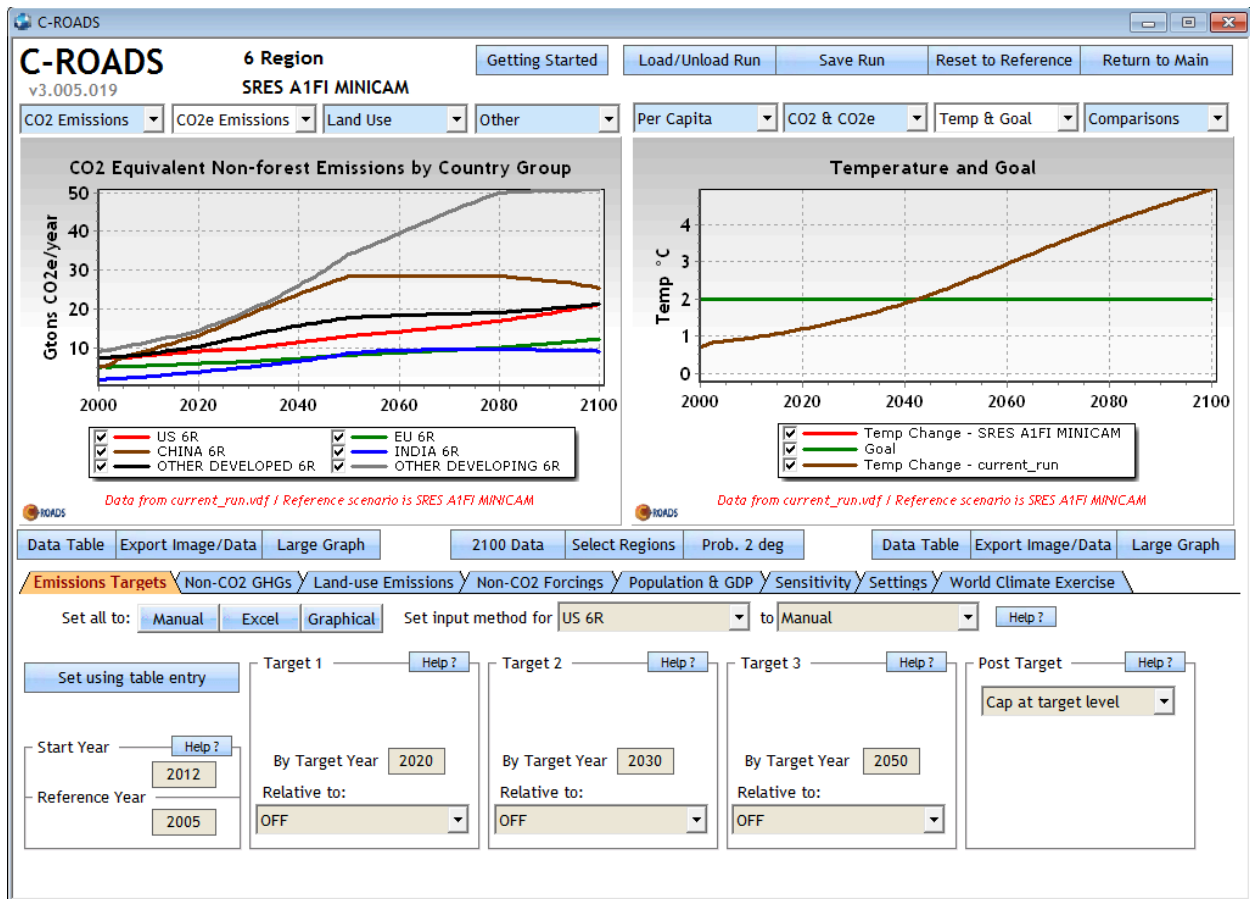 C-ROADS
C-ROADS
v3.005.019
6 Region
SRES A1FI MINICAM
Getting Started
Load/Unload Run
Save Run
Reset to Reference
Return to Main
CO2 Emissions
CO2e Emissions
Land Use
Other
Per Capita
CO2 & CO2e
Temp & Goal
Comparisons
CO2 Equivalent Non-forest Emissions by Country Group
Gtons CO2e/year
50
40
30
20
10
2000 2020 2040 2060 2080 2100
US 6R
EU 6R
CHINA 6R
INDIA 6R
OTHER DEVELOPED 6R
OTHER DEVELOPING 6R
Data from current_run.vdf / Reference scenario is SRES A1FI MINICAM
C-ROADS
Temperature and Goal
Temp °C
4
3
2
1
0
2000 2020 2040 2060 2080 2100
Temp Change - SRES A1FI MINICAM
Goal
Temp Change - current_run
Data from current_run.vdf / Reference scenario is SRES A1FI MINICAM
C-ROADS
Data Table
Export Image/Data
Large Graph
2100 Data
Select Regions
Prob. 2 deg
Data Table
Export Image/Data
Large Graph
Emissions Targets
Non-CO2 GHGs
Land-use Emissions
Non-CO2 Forcings
Population & GDP
Sensitivity
Settings
World Climate Exercise
Set all to:
Manual
Excel
Graphical
Set input method for US 6R to Manual
Help ?
Set using table entry
Start Year
Help ?
2012
Reference Year
2005
Target 1
Help ?
By Target Year 2020
Relative to:
OFF
Target 2
Help ?
By Target Year 2030
Relative to:
OFF
Target 3
Help ?
By Target Year 2050
Relative to:
OFF
Post Target
Help ?
Cap at target level